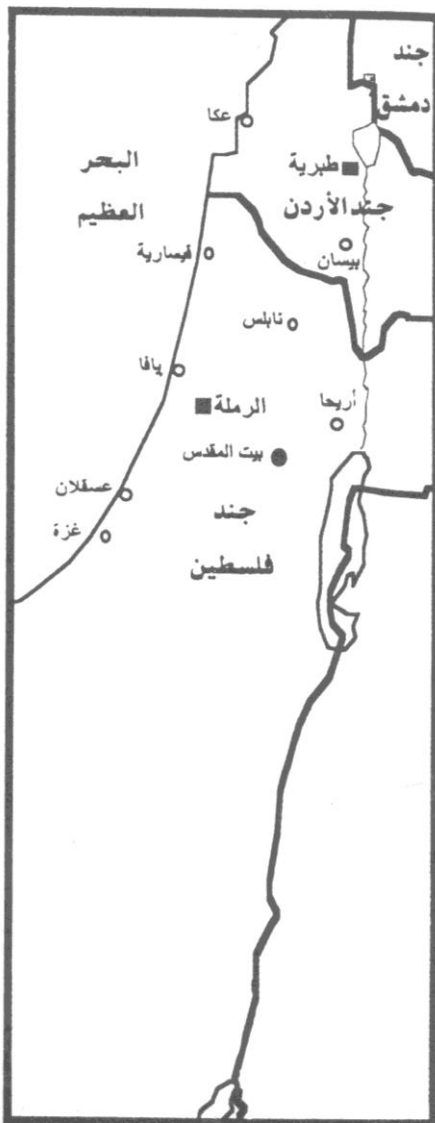 جند
دمشق
عكا
البحر
العظيم
طبرية
جند الأردن
قيسارية
بيسان
نابلس
يافا
الرملة
أريحا
بيت المقدس
عسقلان
جند
غزة
فلسطين